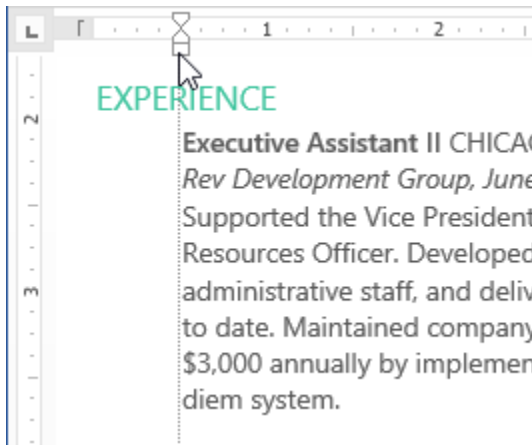 1 2
EXPERIENCE
2
Executive Assistant II CHICA
Rev Development Group, June
Supported the Vice President
Resources Officer. Developed
3
administrative staff, and deliv
to date. Maintained company
$3,000 annually by implemen
diem system.